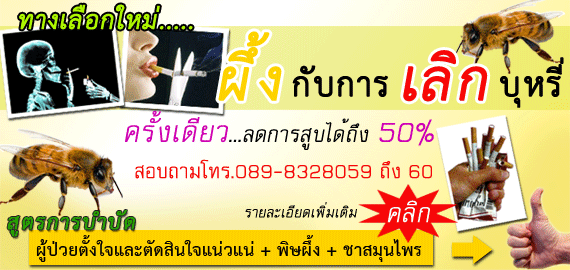 ทางเลือกใหม่.....
ผึ้ง กับการ เลิก บุหรี่
ครั้งเดียว...ลดการสูบได้ถึง 50%
สอบถามโทร.089-8328059 ถึง 60
รายละเอียดเพิ่มเติม คลิก
สูตรการบำบัด
ผู้ป่วยตั้งใจและตัดสินใจแน่วแน่ + พิษผึ้ง + ชาสมุนไพร